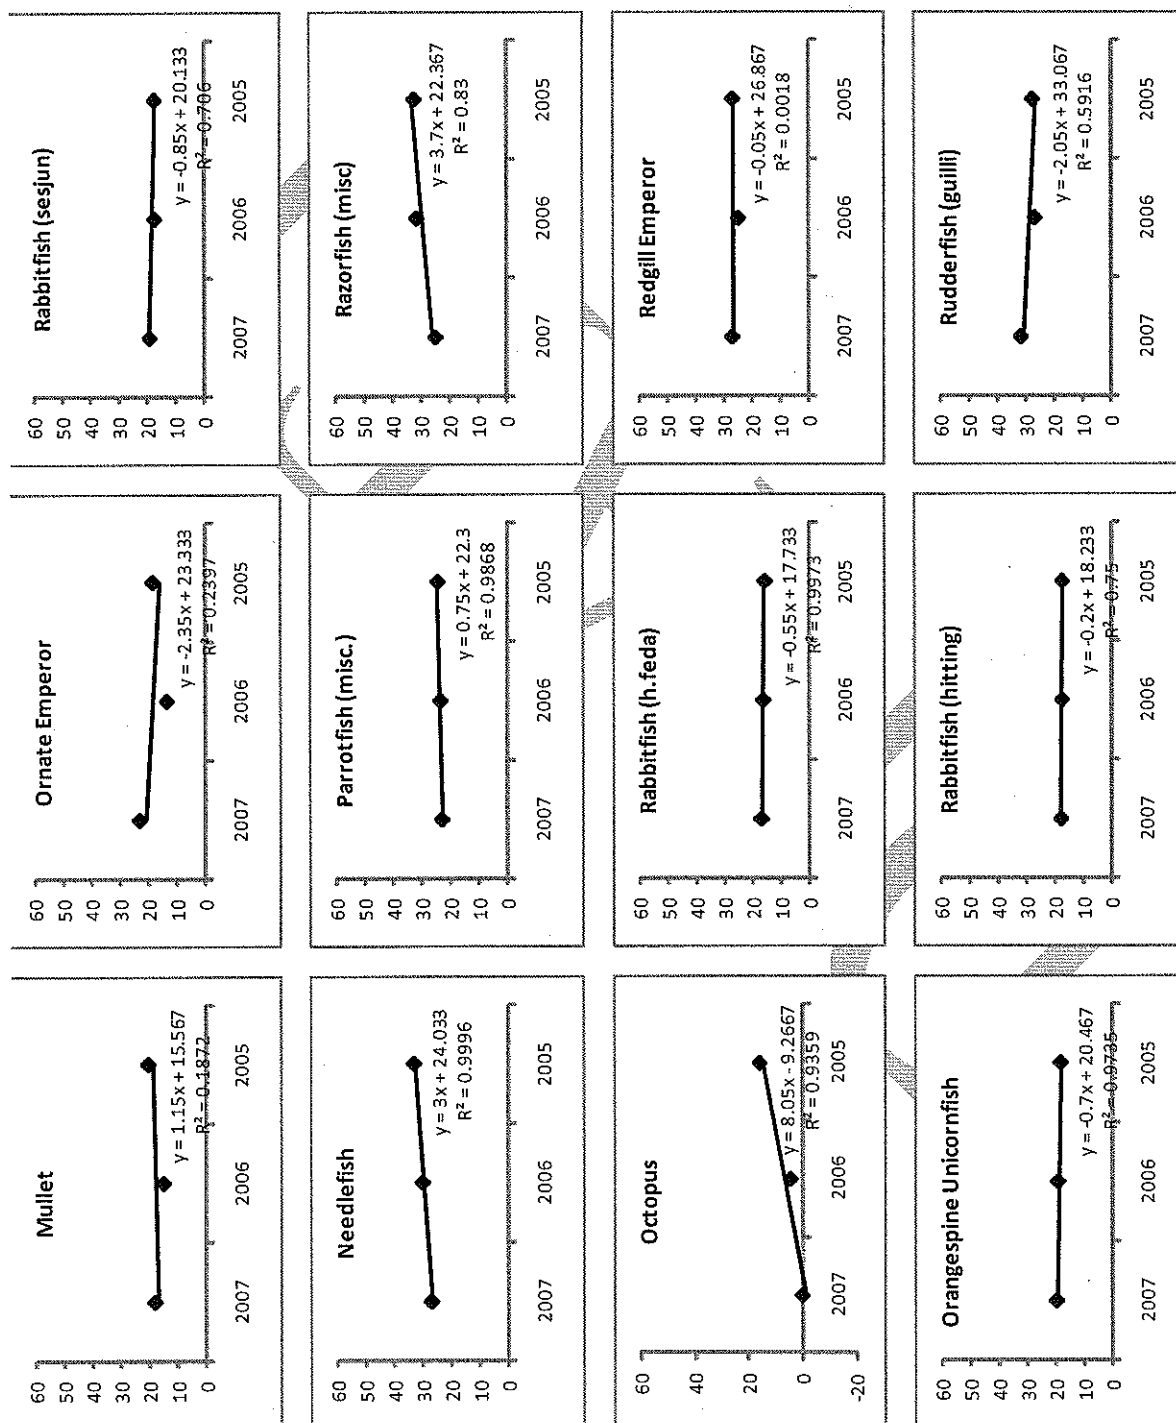 Mullet
60
50
40
30
20
10
0
y = 1.15x + 15.567
R² = 0.1872
2007 2006 2005
Ornate Emperor
60
50
40
30
20
10
0
y = -2.35x + 23.333
R² = 0.2397
2007 2006 2005
Rabbitfish (sesjun)
60
50
40
30
20
10
0
y = -0.85x + 20.133
R² = 0.706
2007 2006 2005
Needlefish
60
50
40
30
20
10
0
y = 3x + 24.033
R² = 0.9996
2007 2006 2005
Parrotfish (misc.)
60
50
40
30
20
10
0
y = 0.75x + 22.3
R² = 0.9868
2007 2006 2005
Razorfish (misc)
60
50
40
30
20
10
0
y = 3.7x + 22.367
R² = 0.83
2007 2006 2005
Octopus
60
40
20
0
-20
y = 8.05x - 9.2667
R² = 0.9359
2007 2006 2005
Rabbitfish (h.feda)
60
50
40
30
20
10
0
y = -0.55x + 17.733
R² = 0.9973
2007 2006 2005
Redgill Emperor
60
50
40
30
20
10
0
y = -0.05x + 26.867
R² = 0.0018
2007 2006 2005
Orangespine Unicornfish
60
50
40
30
20
10
0
y = -0.7x + 20.467
R² = 0.9735
2007 2006 2005
Rabbitfish (hitting)
60
50
40
30
20
10
0
y = -0.2x + 18.233
R² = 0.75
2007 2006 2005
Rudderfish (guilli)
60
50
40
30
20
10
0
y = -2.05x + 33.067
R² = 0.5916
2007 2006 2005